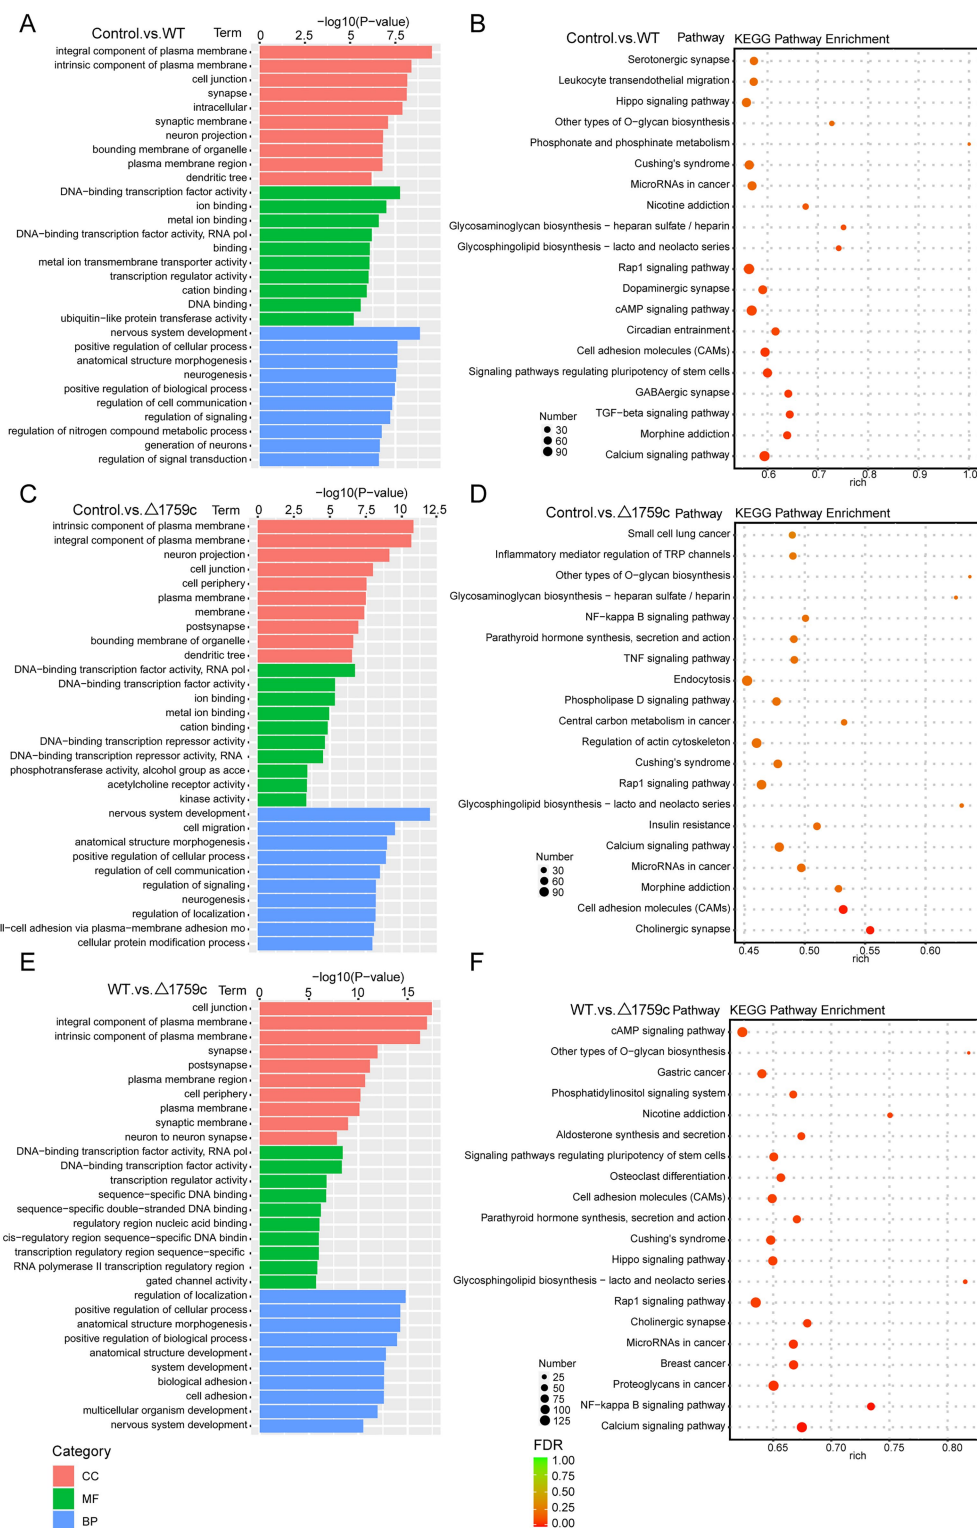 A
Control.vs.WT
Term
−log10(P−value)
0 2.5 5 7.5
integral component of plasma membrane
intrinsic component of plasma membrane
cell junction
synapse
intracellular
synaptic membrane
neuron projection
bounding membrane of organelle
plasma membrane region
dendritic tree
DNA−binding transcription factor activity
ion binding
metal ion binding
DNA−binding transcription factor activity, RNA pol
binding
metal ion transmembrane transporter activity
transcription regulator activity
cation binding
DNA binding
ubiquitin−like protein transferase activity
nervous system development
positive regulation of cellular process
anatomical structure morphogenesis
neurogenesis
positive regulation of biological process
regulation of cell communication
regulation of signaling
regulation of nitrogen compound metabolic process
generation of neurons
regulation of signal transduction
B
Control.vs.WT
Pathway
KEGG Pathway Enrichment
Serotonergic synapse
Leukocyte transendothelial migration
Hippo signaling pathway
Other types of O−glycan biosynthesis
Phosphonate and phosphinate metabolism
Cushing's syndrome
MicroRNAs in cancer
Nicotine addiction
Glycosaminoglycan biosynthesis − heparan sulfate / heparin
Glycosphingolipid biosynthesis − lacto and neolacto series
Rap1 signaling pathway
Dopaminergic synapse
cAMP signaling pathway
Circadian entrainment
Cell adhesion molecules (CAMs)
Signaling pathways regulating pluripotency of stem cells
GABAergic synapse
TGF−beta signaling pathway
Morphine addiction
Calcium signaling pathway
Number
30
60
90
0.6 0.7 0.8 0.9 1.0
rich
C
Control.vs.△1759c
Term
−log10(P−value)
0 2.5 5 7.5 10 12.5
intrinsic component of plasma membrane
integral component of plasma membrane
neuron projection
cell junction
cell periphery
plasma membrane
membrane
postsynapse
bounding membrane of organelle
dendritic tree
DNA−binding transcription factor activity, RNA pol
DNA−binding transcription factor activity
ion binding
metal ion binding
cation binding
DNA−binding transcription repressor activity
DNA−binding transcription repressor activity, RNA
phosphotransferase activity, alcohol group as acce
acetylcholine receptor activity
kinase activity
nervous system development
cell migration
anatomical structure morphogenesis
positive regulation of cellular process
regulation of cell communication
regulation of signaling
neurogenesis
regulation of localization
ll−cell adhesion via plasma−membrane adhesion mo
cellular protein modification process
D
Control.vs.△1759c
Pathway
KEGG Pathway Enrichment
Small cell lung cancer
Inflammatory mediator regulation of TRP channels
Other types of O−glycan biosynthesis
Glycosaminoglycan biosynthesis − heparan sulfate / heparin
NF−kappa B signaling pathway
Parathyroid hormone synthesis, secretion and action
TNF signaling pathway
Endocytosis
Phospholipase D signaling pathway
Central carbon metabolism in cancer
Regulation of actin cytoskeleton
Cushing's syndrome
Rap1 signaling pathway
Glycosphingolipid biosynthesis − lacto and neolacto series
Insulin resistance
Calcium signaling pathway
MicroRNAs in cancer
Morphine addiction
Cell adhesion molecules (CAMs)
Cholinergic synapse
Number
30
60
90
0.45 0.50 0.55 0.60
rich
E
WT.vs.△1759c
Term
−log10(P−value)
0 5 10 15
cell junction
integral component of plasma membrane
intrinsic component of plasma membrane
synapse
postsynapse
plasma membrane region
cell periphery
plasma membrane
synaptic membrane
neuron to neuron synapse
DNA−binding transcription factor activity, RNA pol
DNA−binding transcription factor activity
transcription regulator activity
sequence−specific DNA binding
sequence−specific double−stranded DNA binding
regulatory region nucleic acid binding
cis−regulatory region sequence−specific DNA bindin
transcription regulatory region sequence−specific
RNA polymerase II transcription regulatory region
gated channel activity
regulation of localization
positive regulation of cellular process
anatomical structure morphogenesis
positive regulation of biological process
anatomical structure development
system development
biological adhesion
cell adhesion
multicellular organism development
nervous system development
Category
CC
MF
BP
F
WT.vs.△1759c
Pathway
KEGG Pathway Enrichment
cAMP signaling pathway
Other types of O−glycan biosynthesis
Gastric cancer
Phosphatidylinositol signaling system
Nicotine addiction
Aldosterone synthesis and secretion
Signaling pathways regulating pluripotency of stem cells
Osteoclast differentiation
Cell adhesion molecules (CAMs)
Parathyroid hormone synthesis, secretion and action
Cushing's syndrome
Hippo signaling pathway
Glycosphingolipid biosynthesis − lacto and neolacto series
Rap1 signaling pathway
Cholinergic synapse
MicroRNAs in cancer
Breast cancer
Proteoglycans in cancer
NF−kappa B signaling pathway
Calcium signaling pathway
Number
25
50
75
100
125
0.65 0.70 0.75 0.80
rich
FDR
1.00
0.75
0.50
0.25
0.00